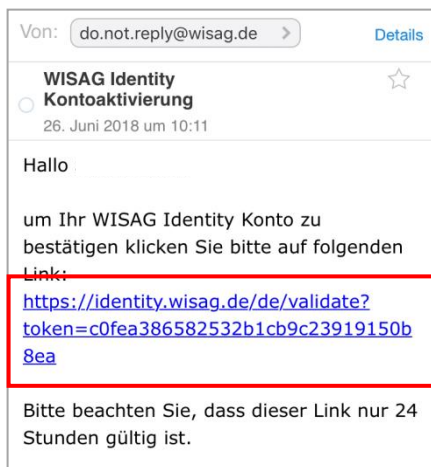 Von: do.not.reply@wisag.de
Details
WISAG Identity
Kontoaktivierung
26. Juni 2018 um 10:11
Hallo
um Ihr WISAG Identity Konto zu
bestätigen klicken Sie bitte auf folgenden
Link:
https://identity.wisag.de/de/validate?
token=c0fea386582532b1cb9c23919150b
8ea
Bitte beachten Sie, dass dieser Link nur 24
Stunden gültig ist.